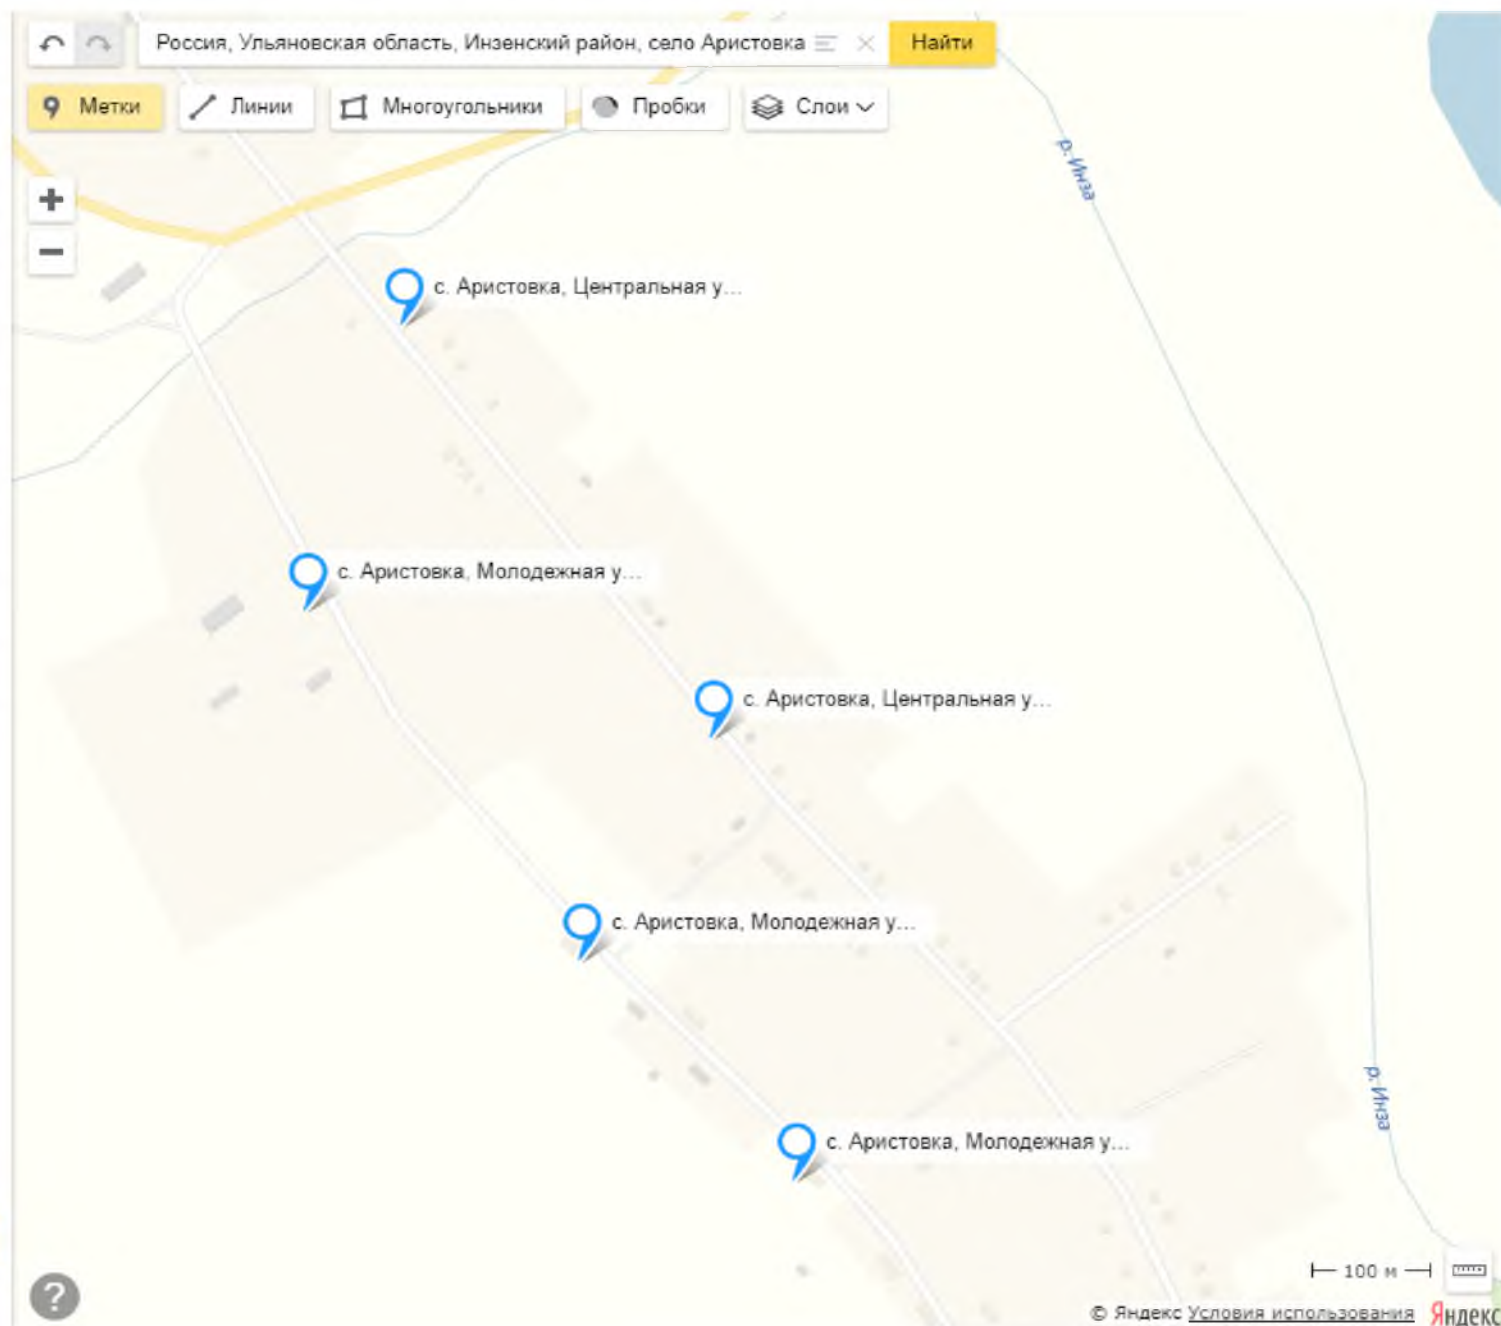 Россия, Ульяновская область, Инзенский район, село Аристовка
Найти
Метки
Линии
Многоугольники
Пробки
Слои
р. Инза
с. Аристовка, Центральная у...
с. Аристовка, Молодежная у...
с. Аристовка, Центральная у...
с. Аристовка, Молодежная у...
р. Инза
с. Аристовка, Молодежная у...
100 м
?
© Яндекс Условия использования Яндекс